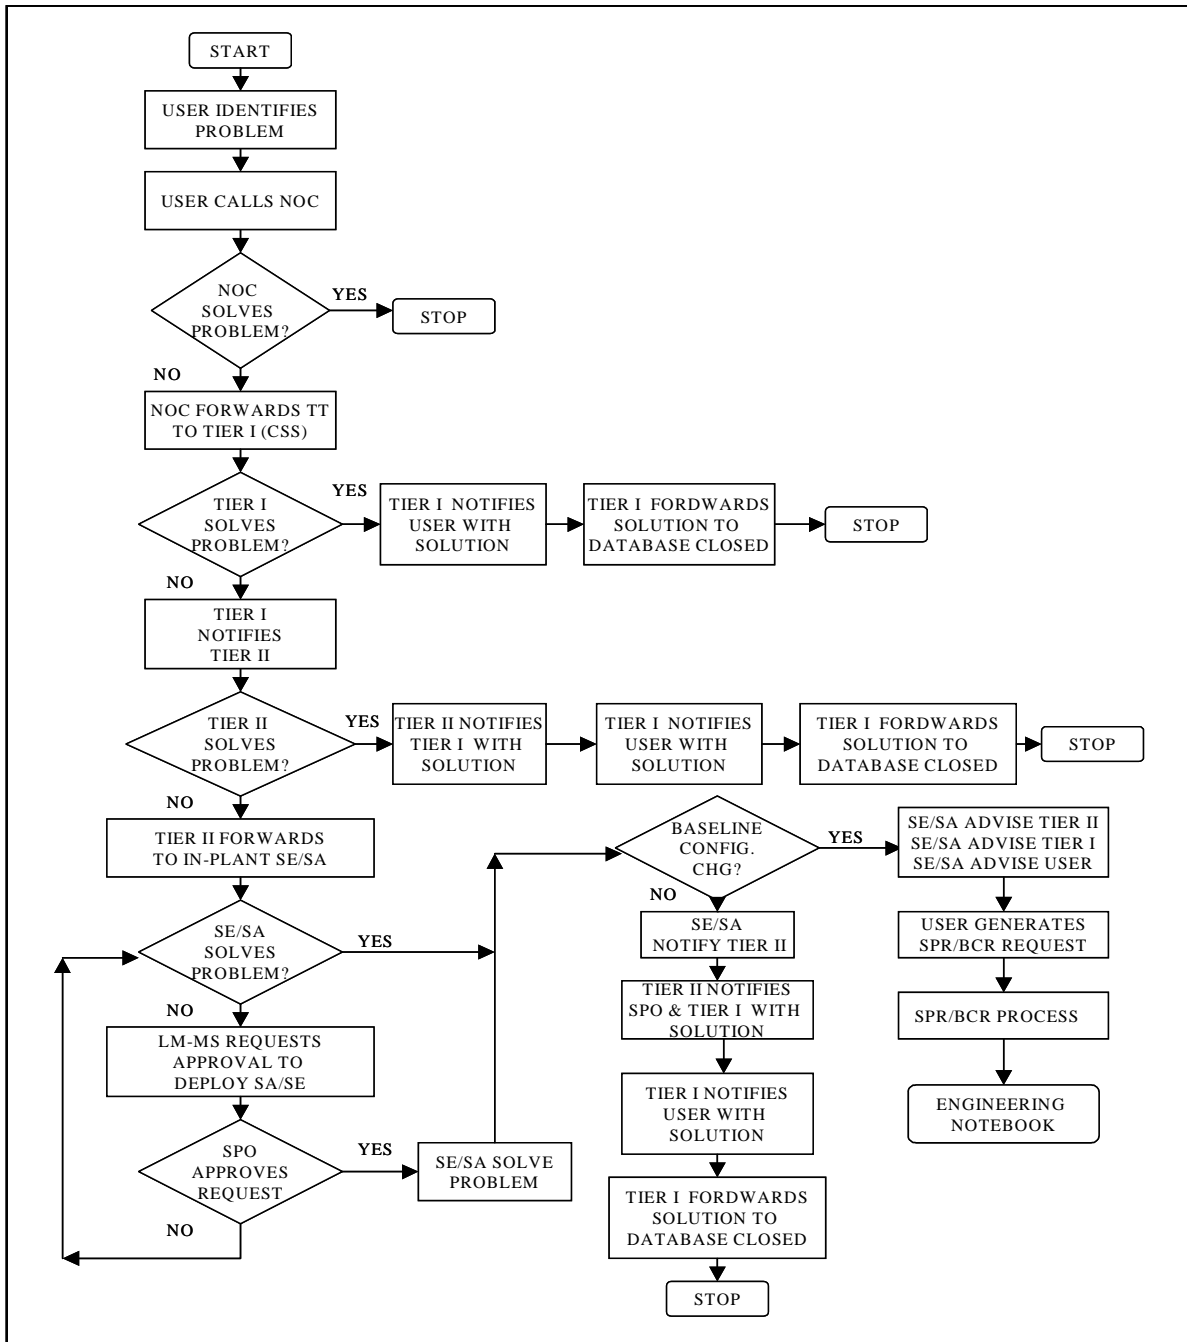 START
USER IDENTIFIES
PROBLEM
USER CALLS NOC
NOC
SOLVES
PROBLEM?
YES
STOP
NO
NOC FORWARDS TT
TO TIER I (CSS)
TIER I
SOLVES
PROBLEM?
YES
TIER I NOTIFIES
USER WITH
SOLUTION
TIER I FORDWARDS
SOLUTION TO
DATABASE CLOSED
STOP
NO
TIER I
NOTIFIES
TIER II
TIER II
SOLVES
PROBLEM?
YES
TIER II NOTIFIES
TIER I WITH
SOLUTION
TIER I NOTIFIES
USER WITH
SOLUTION
TIER I FORDWARDS
SOLUTION TO
DATABASE CLOSED
STOP
NO
TIER II FORWARDS
TO IN-PLANT SE/SA
SE/SA
SOLVES
PROBLEM?
YES
NO
LM-MS REQUESTS
APPROVAL TO
DEPLOY SA/SE
SPO
APPROVES
REQUEST
YES
SE/SA SOLVE
PROBLEM
NO
BASELINE
CONFIG.
CHG?
YES
SE/SA ADVISE TIER II
SE/SA ADVISE TIER I
SE/SA ADVISE USER
USER GENERATES
SPR/BCR REQUEST
SPR/BCR PROCESS
ENGINEERING
NOTEBOOK
NO
SE/SA
NOTIFY TIER II
TIER II NOTIFIES
SPO & TIER I WITH
SOLUTION
TIER I NOTIFIES
USER WITH
SOLUTION
TIER I FORDWARDS
SOLUTION TO
DATABASE CLOSED
STOP